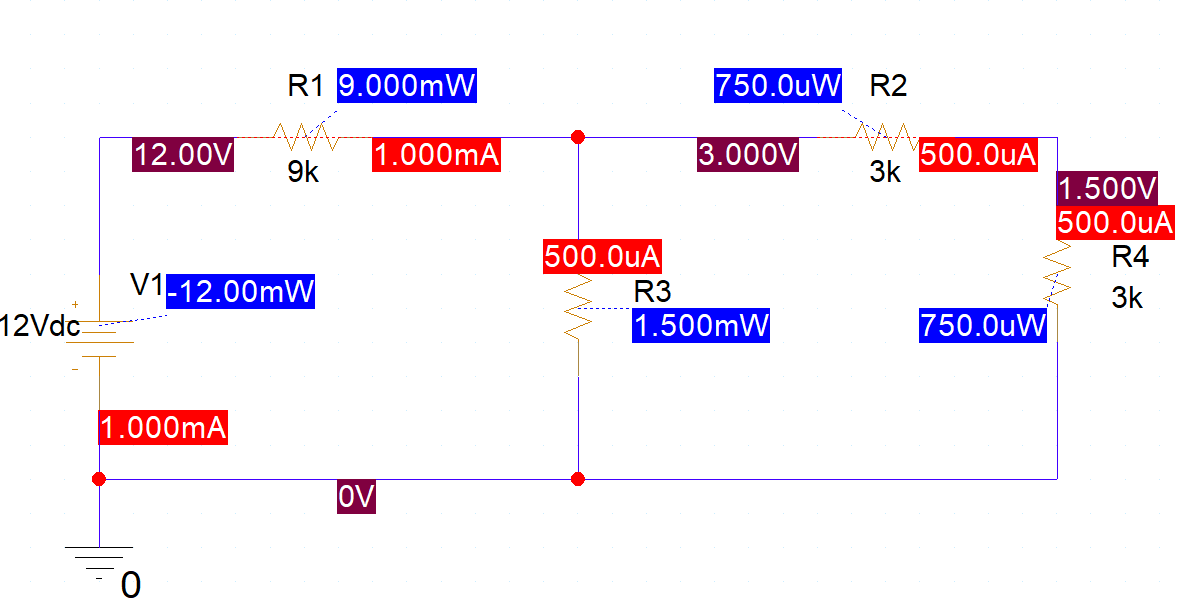 R1 9.000mW
750.0uW R2
12.00V
1.000mA
3.000V
500.0uA
9k
3k
1.500V
500.0uA
500.0uA
R4
V1 -12.00mW
R3
3k
+
12Vdc
1.500mW
750.0uW
-
1.000mA
0V
0